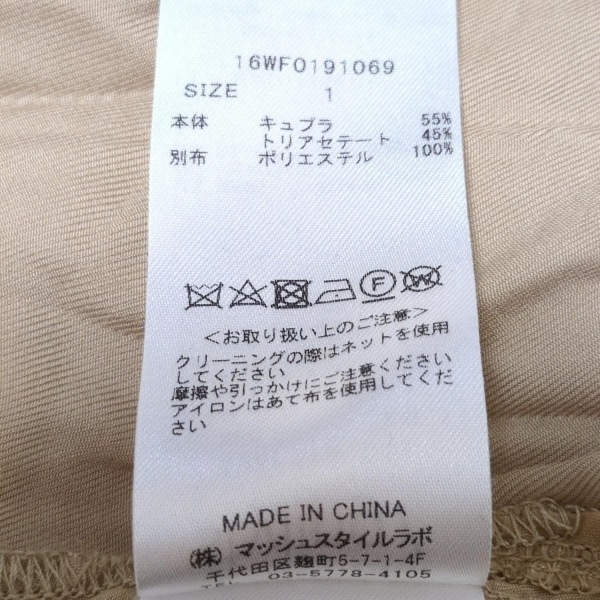 16WFO191069
SIZE 1
本体 キュプラ 55%
トリアセテート 45%
別布 ポリエステル 100%
<お取り扱い上のご注意>
クリーニングの際はネットを使用
してください
摩擦や引っかけにご注意ください
アイロンはあて布を使用してくだ
さい
MADE IN CHINA
(株) マッシュスタイルラボ
千代田区麹町5-7-1-4F
TEL 03-5778-4105